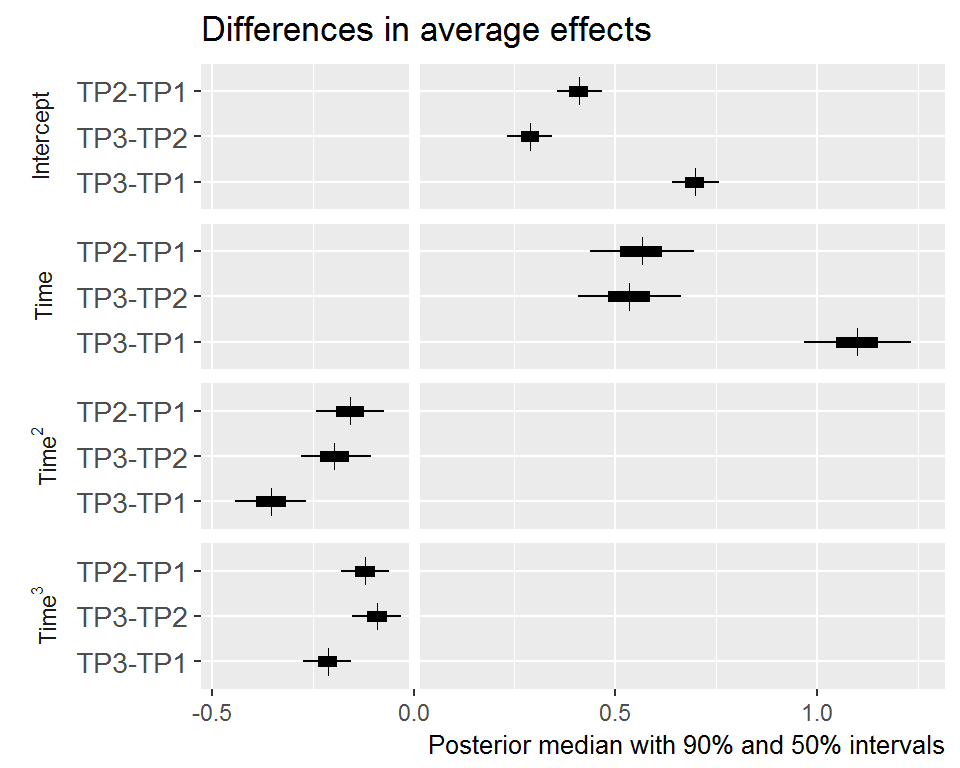 Differences in average effects
Intercept
TP2-TP1
TP3-TP2
TP3-TP1
Time
TP2-TP1
TP3-TP2
TP3-TP1
Time²
TP2-TP1
TP3-TP2
TP3-TP1
Time³
TP2-TP1
TP3-TP2
TP3-TP1
-0.5 0.0 0.5 1.0
Posterior median with 90% and 50% intervals